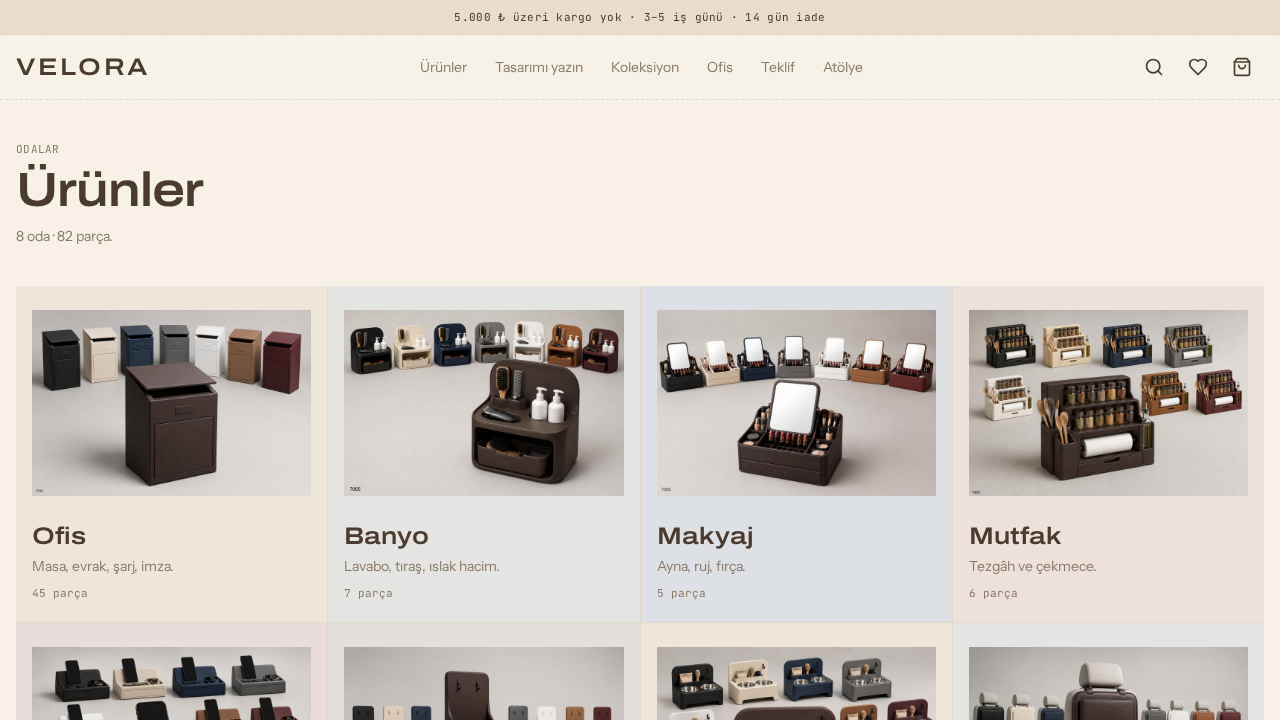 5.000 ₺ üzeri kargo yok · 3–5 iş günü · 14 gün iade
VELORA
Ürünler
Tasarımı yazın
Koleksiyon
Ofis
Teklif
Atölye
ODALAR
Ürünler
8 oda · 82 parça.
Ofis
Masa, evrak, şarj, imza.
45 parça
7005
Banyo
Lavabo, tıraş, ıslak hacim.
7 parça
Makyaj
Ayna, ruj, fırça.
5 parça
Mutfak
Tezgâh ve çekmece.
6 parça